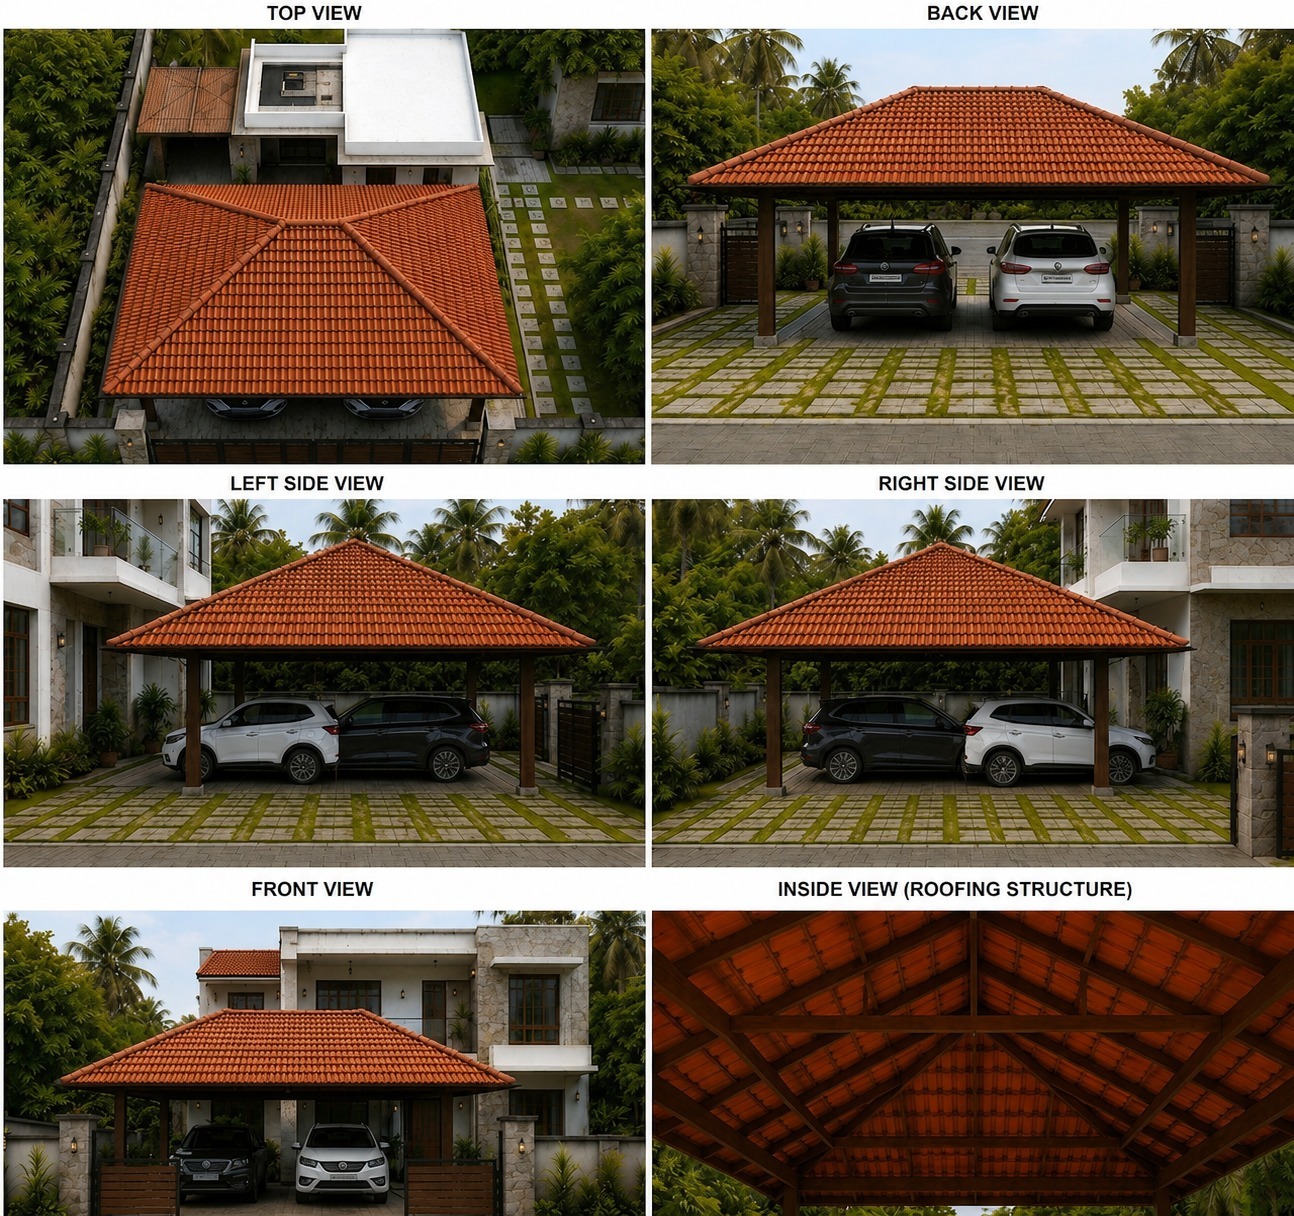 TOP VIEW
BACK VIEW
LEFT SIDE VIEW
RIGHT SIDE VIEW
FRONT VIEW
INSIDE VIEW (ROOFING STRUCTURE)